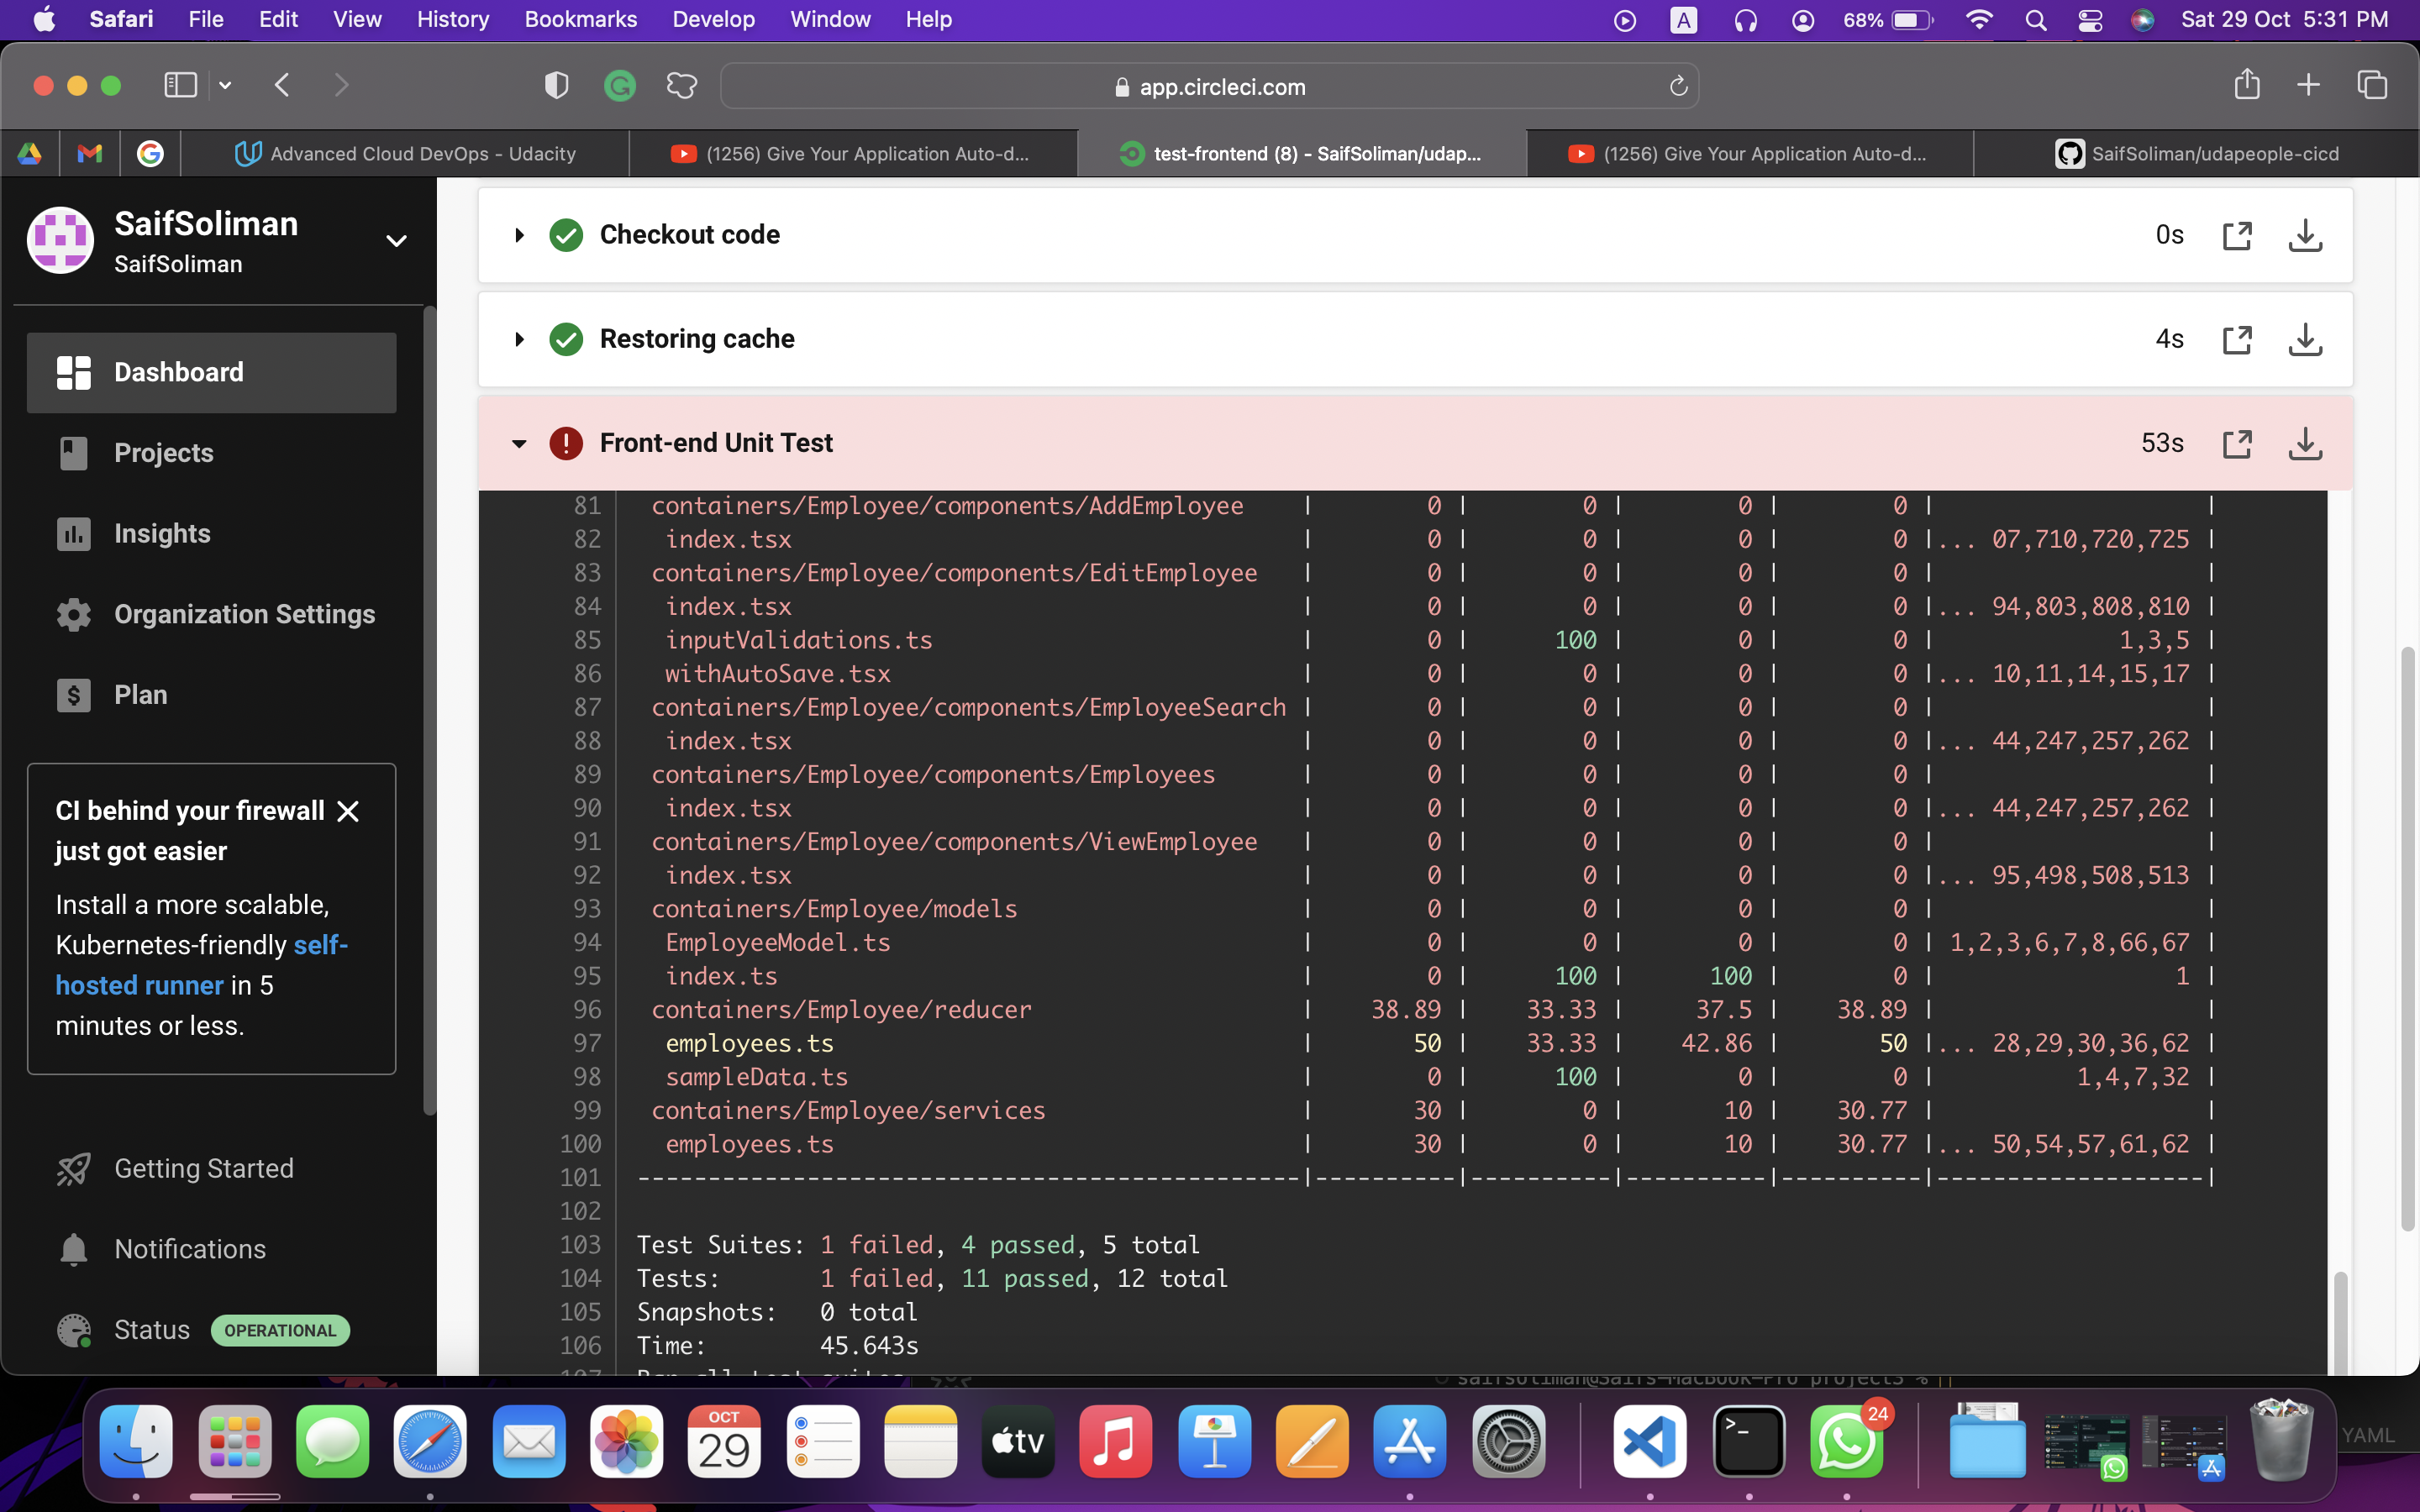 Safari File Edit View History Bookmarks Develop Window Help A 68% Sat 29 Oct 5:31 PM
app.circleci.com
Advanced Cloud DevOps - Udacity (1256) Give Your Application Auto-d... test-frontend (8) - SaifSoliman/udap... (1256) Give Your Application Auto-d... SaifSoliman/udapeople-cicd
SaifSoliman
SaifSoliman
Dashboard
Projects
Insights
Organization Settings
Plan
CI behind your firewall
just got easier
Install a more scalable,
Kubernetes-friendly self-
hosted runner in 5
minutes or less.
Getting Started
Notifications
Status OPERATIONAL
Checkout code 0s
Restoring cache 4s
Front-end Unit Test 53s
81 containers/Employee/components/AddEmployee | 0 | 0 | 0 | 0 | |
82 index.tsx | 0 | 0 | 0 | 0 |... 07,710,720,725 |
83 containers/Employee/components/EditEmployee | 0 | 0 | 0 | 0 | |
84 index.tsx | 0 | 0 | 0 | 0 |... 94,803,808,810 |
85 inputValidations.ts | 0 | 100 | 0 | 0 | 1,3,5 |
86 withAutoSave.tsx | 0 | 0 | 0 | 0 |... 10,11,14,15,17 |
87 containers/Employee/components/EmployeeSearch | 0 | 0 | 0 | 0 | |
88 index.tsx | 0 | 0 | 0 | 0 |... 44,247,257,262 |
89 containers/Employee/components/Employees | 0 | 0 | 0 | 0 | |
90 index.tsx | 0 | 0 | 0 | 0 |... 44,247,257,262 |
91 containers/Employee/components/ViewEmployee | 0 | 0 | 0 | 0 | |
92 index.tsx | 0 | 0 | 0 | 0 |... 95,498,508,513 |
93 containers/Employee/models | 0 | 0 | 0 | 0 | |
94 EmployeeModel.ts | 0 | 0 | 0 | 0 | 1,2,3,6,7,8,66,67 |
95 index.ts | 0 | 100 | 100 | 0 | 1 |
96 containers/Employee/reducer | 38.89 | 33.33 | 37.5 | 38.89 | |
97 employees.ts | 50 | 33.33 | 42.86 | 50 |... 28,29,30,36,62 |
98 sampleData.ts | 0 | 100 | 0 | 0 | 1,4,7,32 |
99 containers/Employee/services | 30 | 0 | 10 | 30.77 | |
100 employees.ts | 30 | 0 | 10 | 30.77 |... 50,54,57,61,62 |
101 -----------------------------------------------|----------|----------|----------|----------|-------------------|
102
103 Test Suites: 1 failed, 4 passed, 5 total
104 Tests: 1 failed, 11 passed, 12 total
105 Snapshots: 0 total
106 Time: 45.643s
107 Ran all test suites
saifsoliman@Saifs-MacBook-Pro project3 %
OCT
29
tv
24
YAML